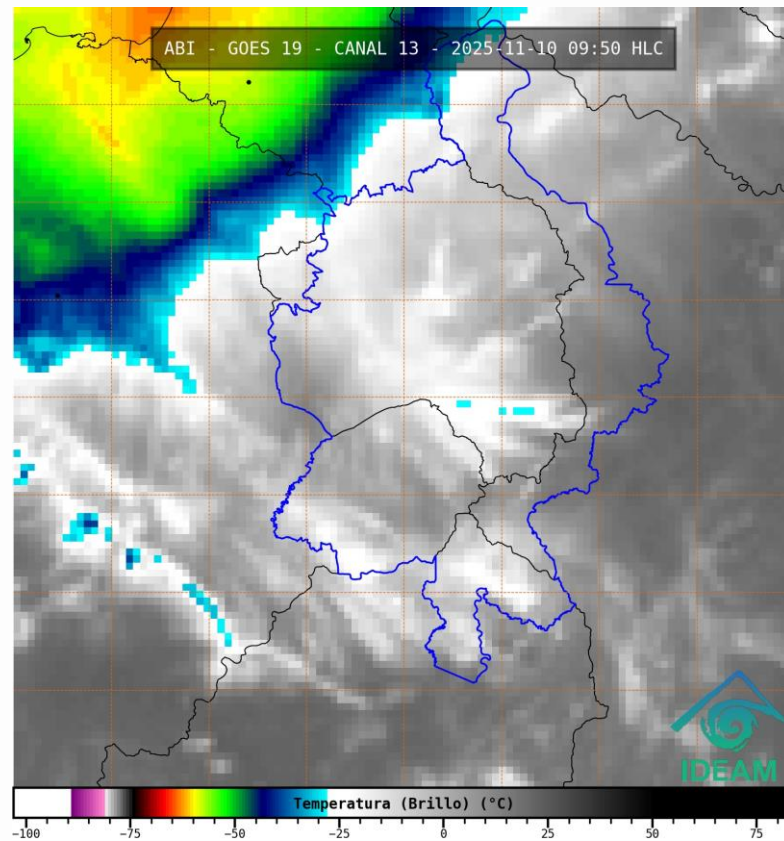 ABI - GOES 19 - CANAL 13 - 2025-11-10 09:50 HLC
IDEAM
Temperatura (Brillo) (°C)
-100 -75 -50 -25 0 25 50 75